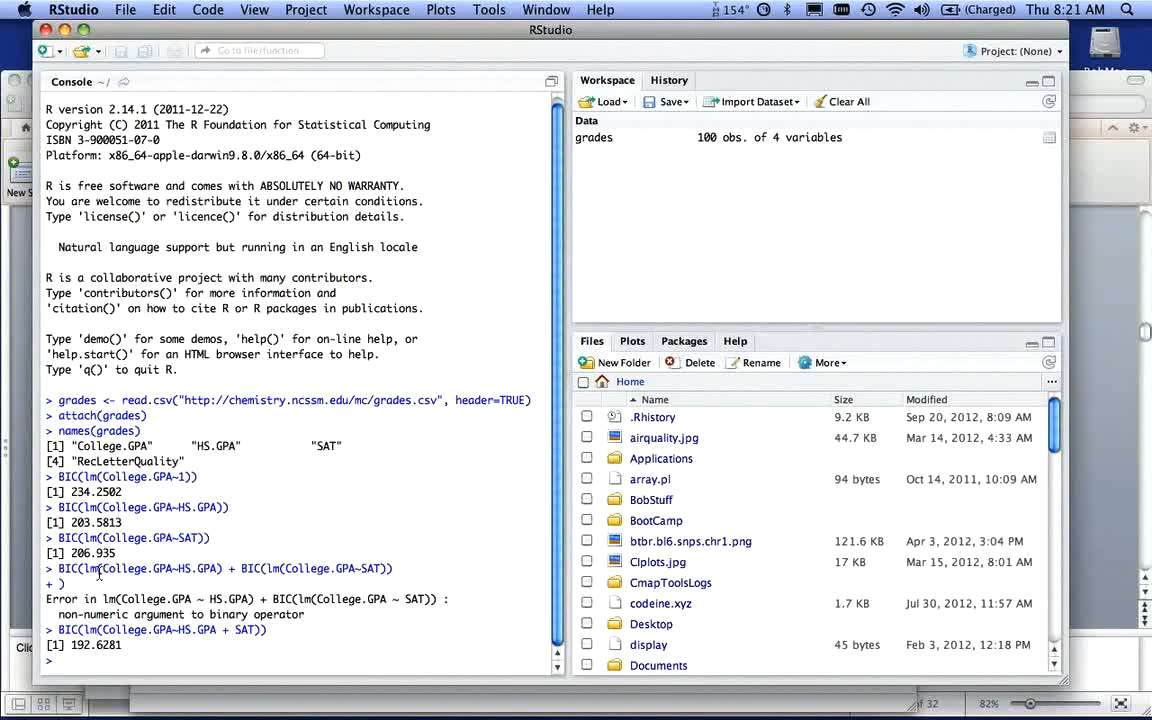 RStudio File Edit Code View Project Workspace Plots Tools Window Help 154° (Charged) Thu 8:21 AM
RStudio
Go to file/function
Project: (None)
Console ~/
R version 2.14.1 (2011-12-22)
Copyright (C) 2011 The R Foundation for Statistical Computing
ISBN 3-900051-07-0
Platform: x86_64-apple-darwin9.8.0/x86_64 (64-bit)
R is free software and comes with ABSOLUTELY NO WARRANTY.
You are welcome to redistribute it under certain conditions.
Type 'license()' or 'licence()' for distribution details.
Natural language support but running in an English locale
R is a collaborative project with many contributors.
Type 'contributors()' for more information and
'citation()' on how to cite R or R packages in publications.
Type 'demo()' for some demos, 'help()' for on-line help, or
'help.start()' for an HTML browser interface to help.
Type 'q()' to quit R.
> grades <- read.csv("http://chemistry.ncssm.edu/mc/grades.csv", header=TRUE)
> attach(grades)
> names(grades)
[1] "College.GPA" "HS.GPA" "SAT"
[4] "RecLetterQuality"
> BIC(lm(College.GPA~1))
[1] 234.2502
> BIC(lm(College.GPA~HS.GPA))
[1] 203.5813
> BIC(lm(College.GPA~SAT))
[1] 206.935
> BIC(lm(College.GPA~HS.GPA) + BIC(lm(College.GPA~SAT))
+ )
Error in lm(College.GPA ~ HS.GPA) + BIC(lm(College.GPA ~ SAT)) :
non-numeric argument to binary operator
> BIC(lm(College.GPA~HS.GPA + SAT))
[1] 192.6281
>
Workspace History
Load Save Import Dataset Clear All
Data
grades 100 obs. of 4 variables
Files Plots Packages Help
New Folder Delete Rename More
Home ...
Name Size Modified
.Rhistory 9.2 KB Sep 20, 2012, 8:09 AM
airquality.jpg 44.7 KB Mar 14, 2012, 4:33 AM
Applications
array.pl 94 bytes Oct 14, 2011, 10:09 AM
BobStuff
BootCamp
btbr.bl6.snps.chr1.png 121.6 KB Apr 3, 2012, 3:04 PM
CIplots.jpg 17 KB Mar 15, 2012, 8:01 AM
CmapToolsLogs
codeine.xyz 1.7 KB Jul 30, 2012, 11:57 AM
Desktop
display 45 bytes Feb 3, 2012, 12:18 PM
Documents
New S
Clic
of 32 82%